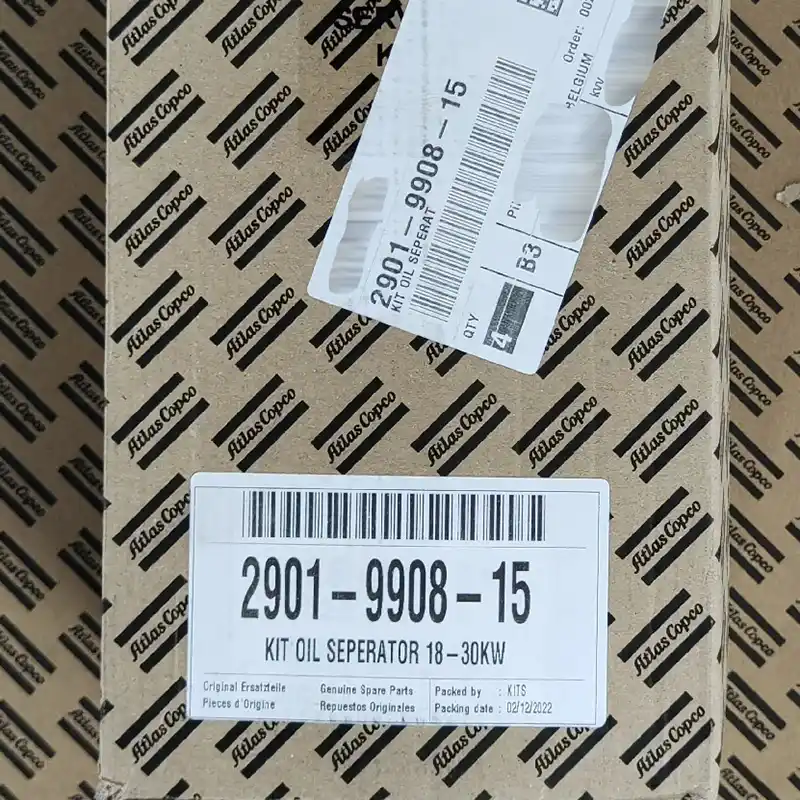 Atlas Copco
2901-9908-15
KIT OIL SEPERAT
Order: 00
BELGIUM
kW
B3
QTY
4
2901-9908-15
KIT OIL SEPERATOR 18-30KW
Original Ersatzteile
Pieces d'Origine
Genuine Spare Parts
Repuestos Originales
Packed by : KITS
Packing date : 02/12/2022